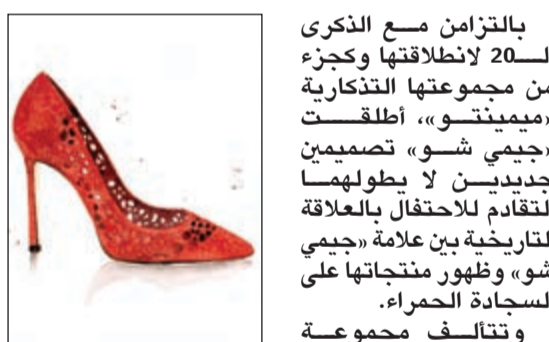 بالتزامن مع الذكرى
الـ20 لانطلاقتها وكجزء
من مجموعتها التذكارية
«ميمينتو»، أطلقت
«جيمي شو» تصميمين
جديدين لا يطولهما
التقادم للاحتفال بالعلاقة
التاريخية بين علامة «جيمي
شو» وظهور منتجاتها على
السجادة الحمراء.
وتتألف مجموعة